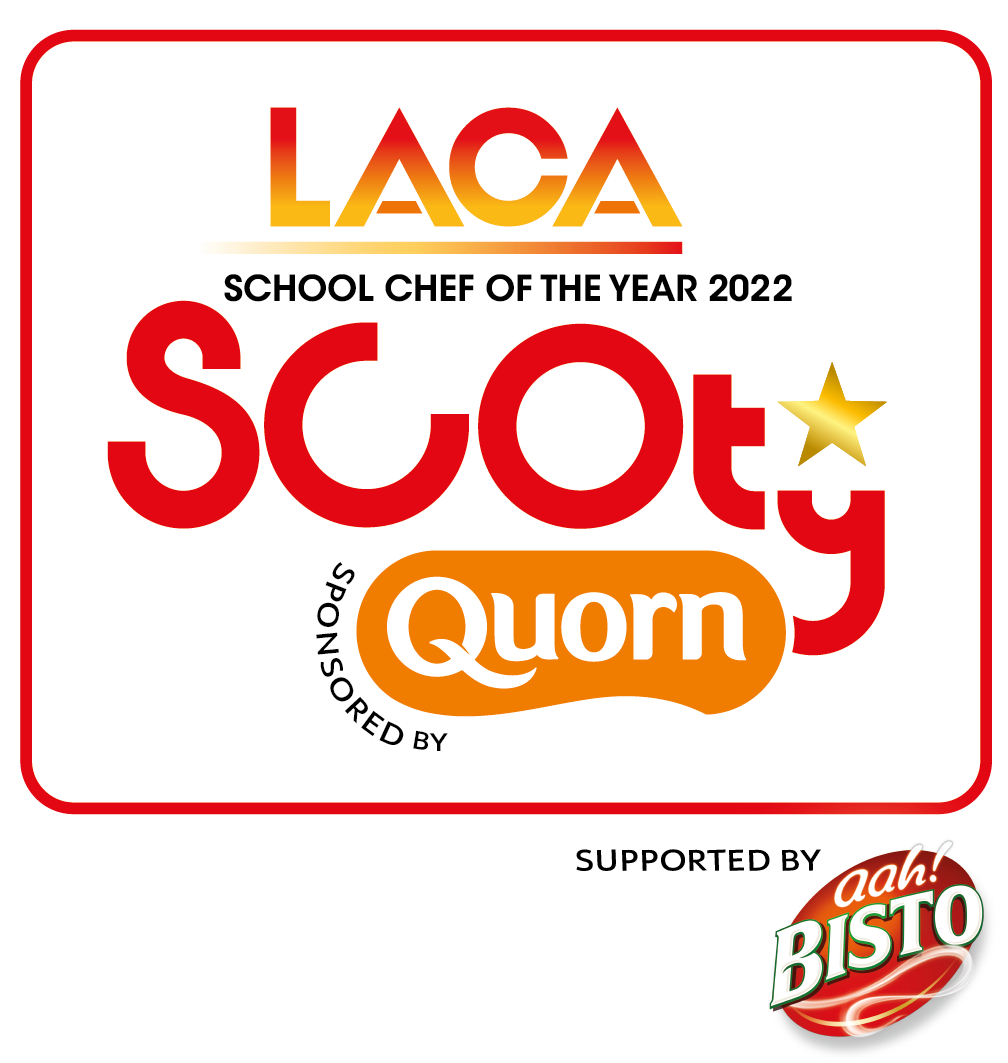 LACA
SCHOOL CHEF OF THE YEAR 2022
SCOty
SPONSORED BY
Quorn
SUPPORTED BY
aah!
BISTO